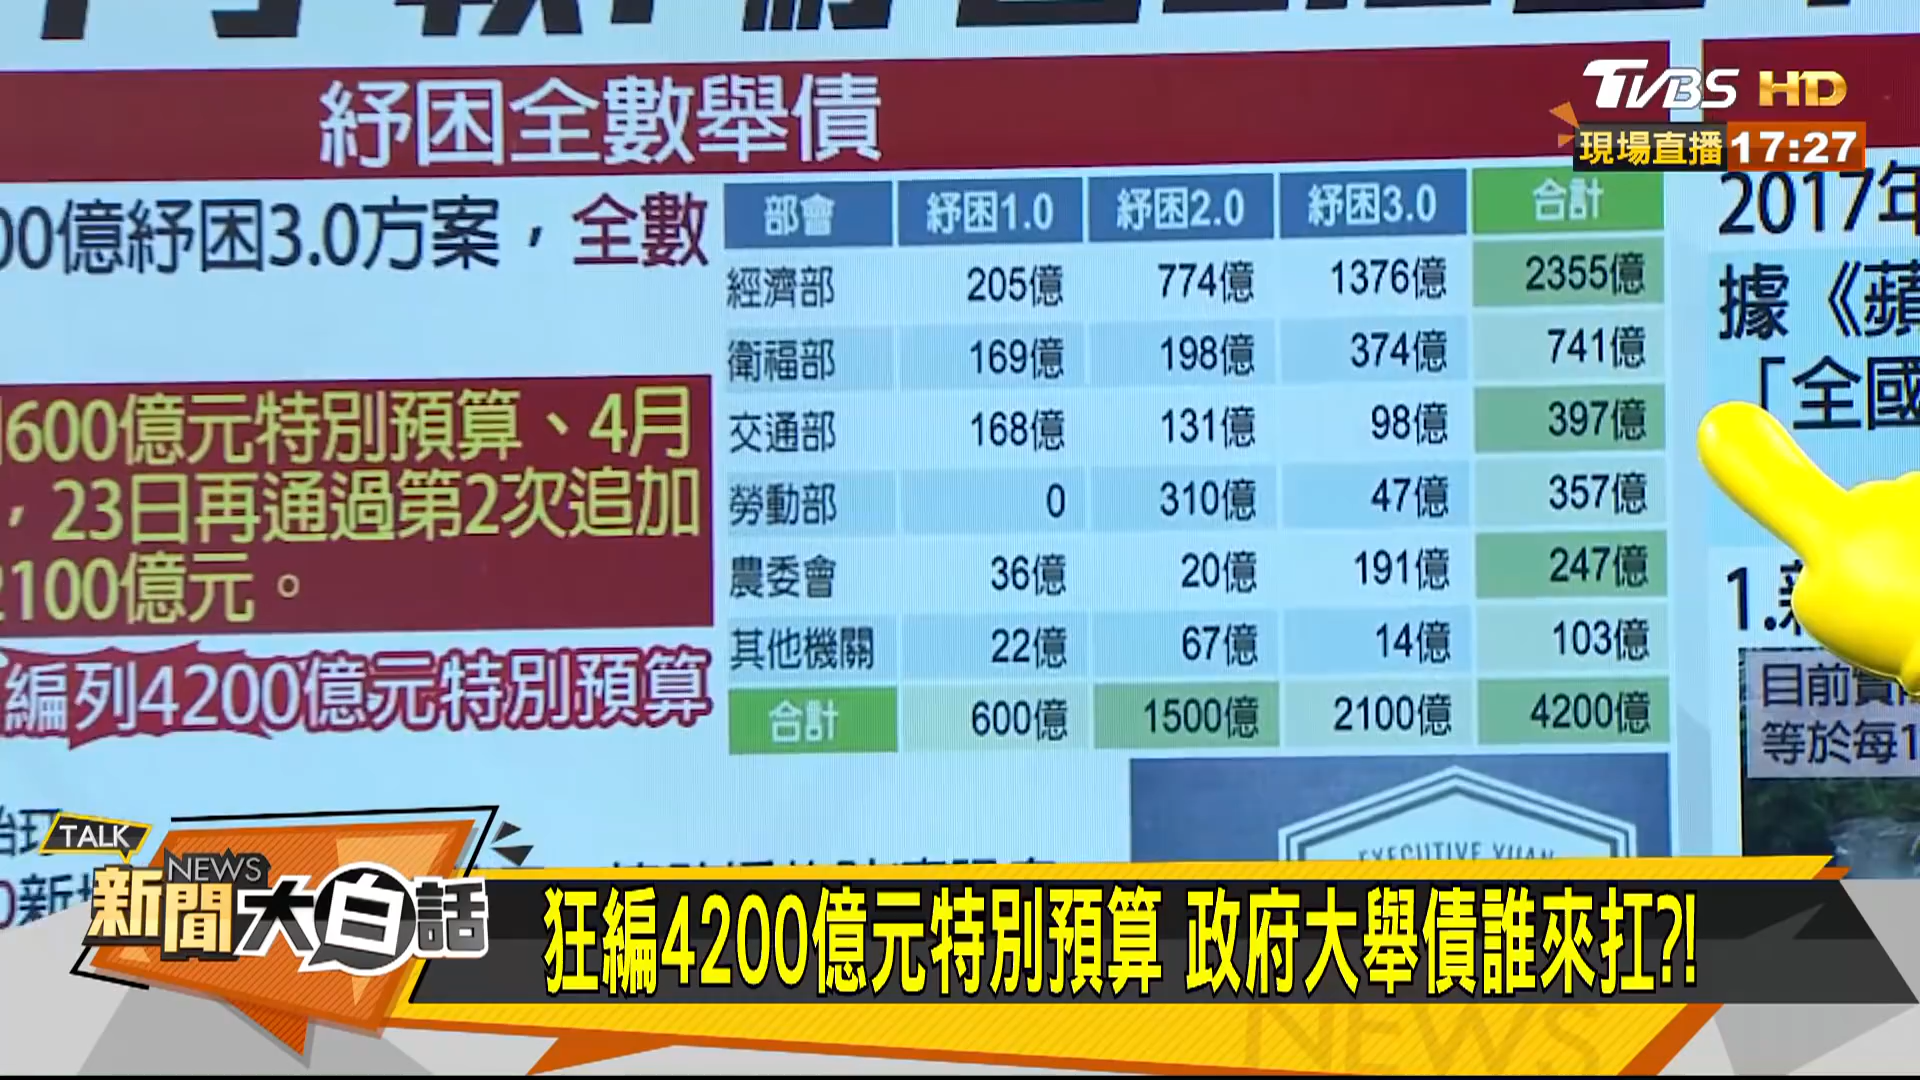 紓困全數舉債
TVBS HD
現場直播 17:27
00億紓困3.0方案，全數
600億元特別預算、4月
，23日再通過第2次追加
2100億元。
編列4200億元特別預算
部會 紓困1.0 紓困2.0 紓困3.0 合計
經濟部 205億 774億 1376億 2355億
衛福部 169億 198億 374億 741億
交通部 168億 131億 98億 397億
勞動部 0 310億 47億 357億
農委會 36億 20億 191億 247億
其他機關 22億 67億 14億 103億
合計 600億 1500億 2100億 4200億
2017年
據《蘋
「全國
1.
目前實
等於每1
EXECUTIVE YUAN
TALK
NEWS
新聞大白話
狂編4200億元特別預算 政府大舉債誰來扛?!
NEWS